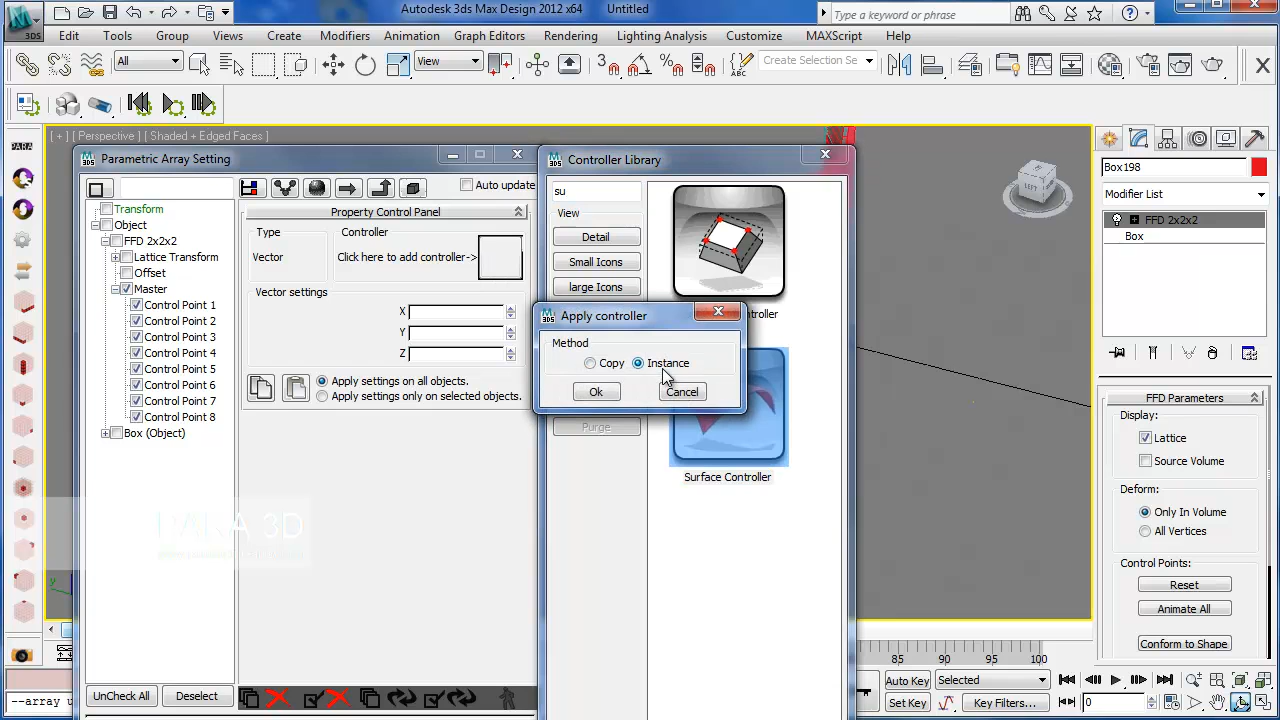 Autodesk 3ds Max Design 2012 x64 Untitled
Type a keyword or phrase
3DS
Edit Tools Group Views Create Modifiers Animation Graph Editors Rendering Lighting Analysis Customize MAXScript Help
All
View
3
Create Selection Se
[ + ] [ Perspective ] [ Shaded + Edged Faces ]
PARA
Parametric Array Setting
Controller Library
Auto update
su
View
Detail
Small Icons
large Icons
Purge
Surface Controller
Transform
Object
FFD 2x2x2
Lattice Transform
Offset
Master
Control Point 1
Control Point 2
Control Point 3
Control Point 4
Control Point 5
Control Point 6
Control Point 7
Control Point 8
Box (Object)
Property Control Panel
Type
Vector
Controller
Click here to add controller->
Vector settings
X
Y
Z
Apply settings on all objects.
Apply settings only on selected objects.
Apply controller
Method
Copy Instance
Ok Cancel
UnCheck All Deselect
LEFT
Box198
Modifier List
FFD 2x2x2
Box
FFD Parameters
Display:
Lattice
Source Volume
Deform:
Only In Volume
All Vertices
Control Points:
Reset
Animate All
Conform to Shape
y
85 90 95 100
Auto Key Selected
Set Key Key Filters...
0
--array u